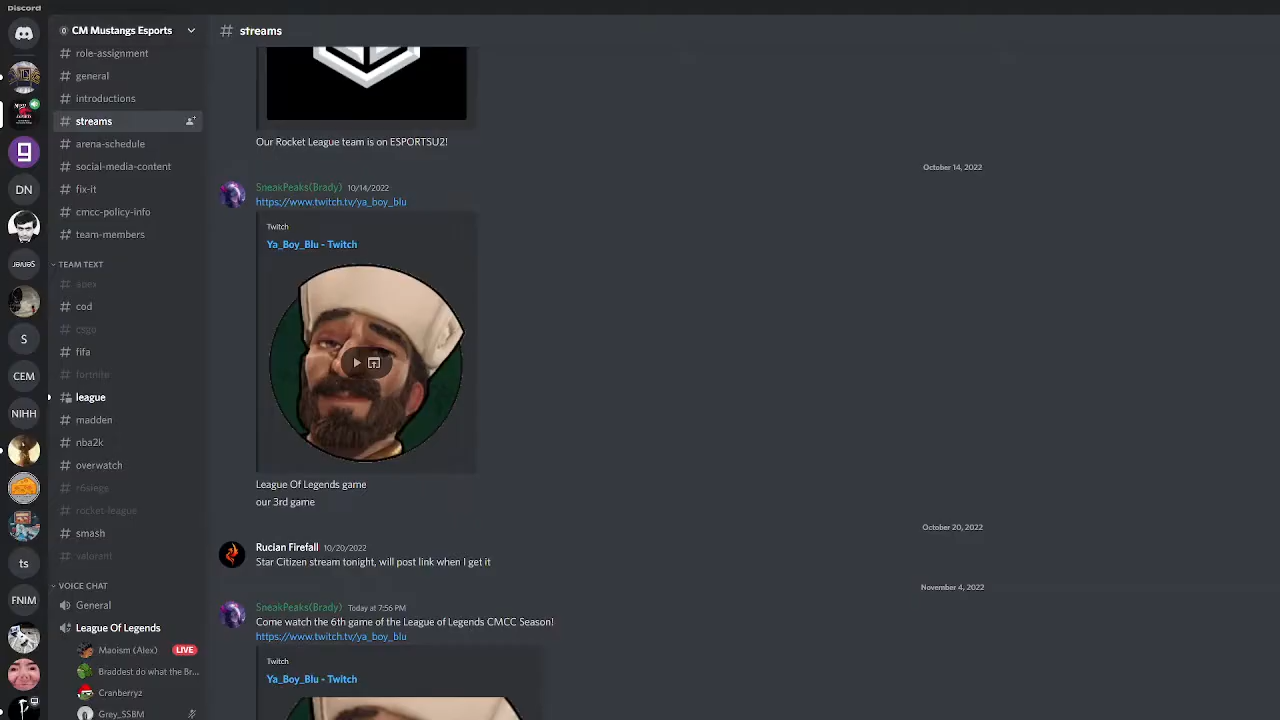 Discord
CM Mustangs Esports
# streams
# role-assignment
# general
# introductions
# streams
# arena-schedule
# social-media-content
# fix-it
# cmcc-policy-info
# team-members
TEAM TEXT
# apex
# cod
# csgo
# fifa
# fortnite
# league
# madden
# nba2k
# overwatch
# r6siege
# rocket-league
# smash
# valorant
VOICE CHAT
General
League Of Legends
Maoism (Alex) LIVE
Braddest do what the Br...
Cranberryz
Grey_SSBM
DN
S
CEM
NIHH
ts
FNIM
Our Rocket League team is on ESPORTSU2!
October 14, 2022
SneakPeaks(Brady) 10/14/2022
https://www.twitch.tv/ya_boy_blu
Twitch
Ya_Boy_Blu - Twitch
League Of Legends game
our 3rd game
October 20, 2022
Ruclan Firefall 10/20/2022
Star Citizen stream tonight, will post link when I get it
November 4, 2022
SneakPeaks(Brady) Today at 7:56 PM
Come watch the 6th game of the League of Legends CMCC Season!
https://www.twitch.tv/ya_boy_blu
Twitch
Ya_Boy_Blu - Twitch